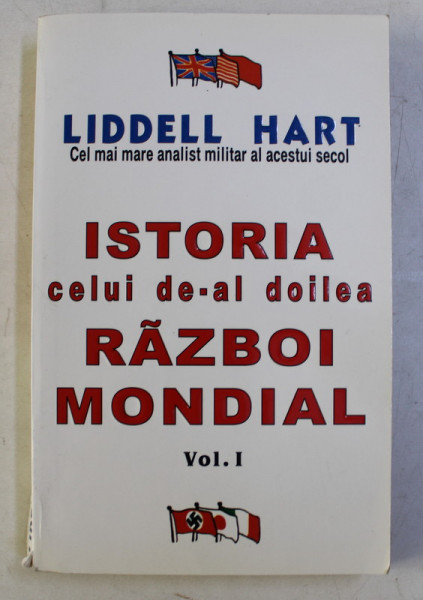 LIDDELL HART
Cel mai mare analist militar al acestui secol
ISTORIA
celui de-al doilea
RÃZBOI
MONDIAL
Vol. I